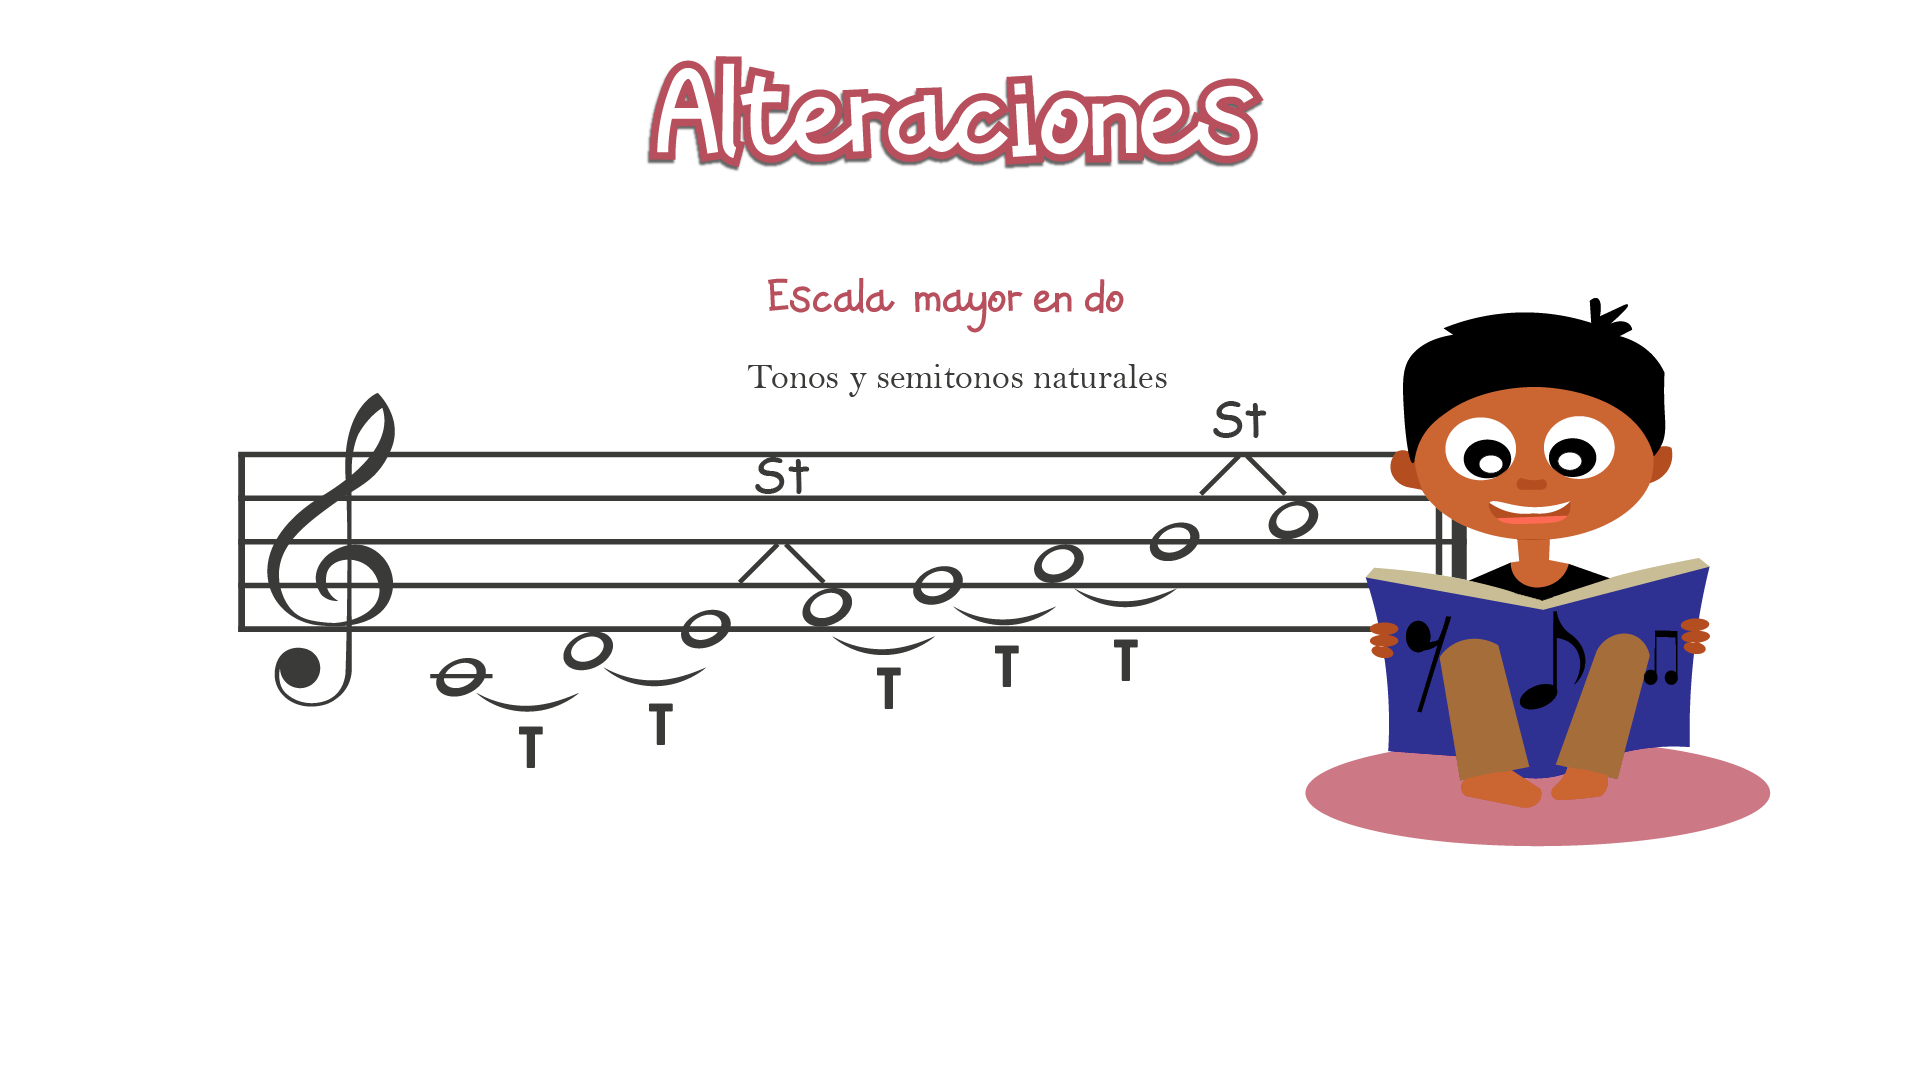 Alteraciones
Escala mayor en do
Tonos y semitonos naturales
St
St
T
T
T
T
T